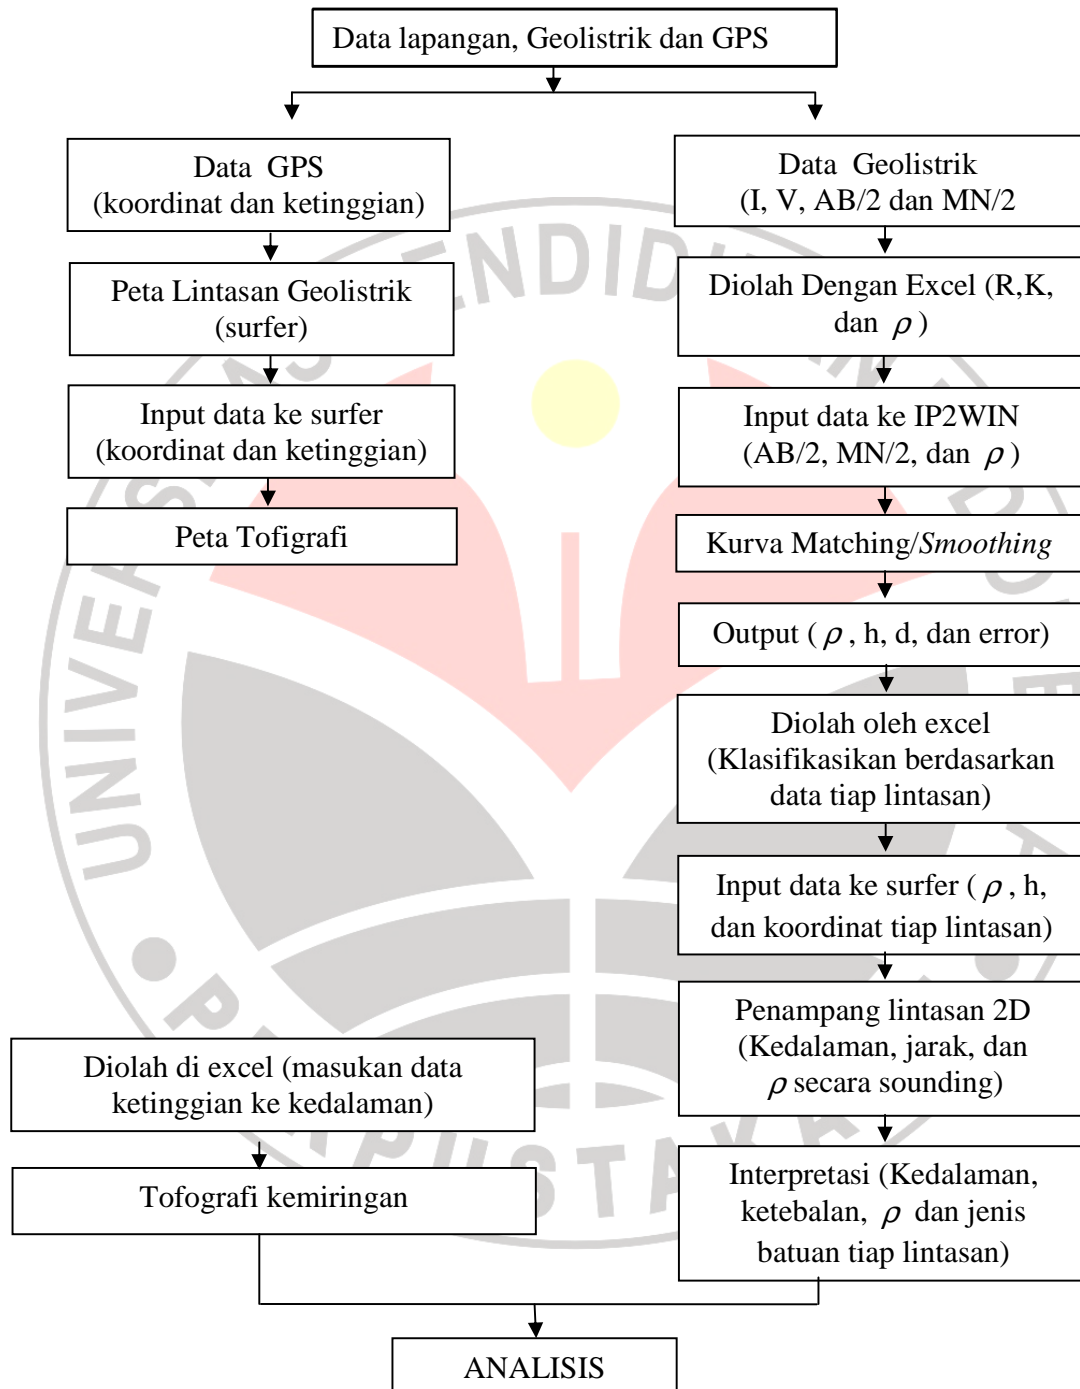 Data lapangan, Geolistrik dan GPS
Data GPS
(koordinat dan ketinggian)
Peta Lintasan Geolistrik
(surfer)
Input data ke surfer
(koordinat dan ketinggian)
Peta Tofigrafi
Data Geolistrik
(I, V, AB/2 dan MN/2
Diolah Dengan Excel (R,K,
dan ρ )
Input data ke IP2WIN
(AB/2, MN/2, dan ρ )
Kurva Matching/Smoothing
Output ( ρ , h, d, dan error)
Diolah oleh excel
(Klasifikasikan berdasarkan
data tiap lintasan)
Input data ke surfer ( ρ , h,
dan koordinat tiap lintasan)
Penampang lintasan 2D
(Kedalaman, jarak, dan
ρ secara sounding)
Interpretasi (Kedalaman,
ketebalan, ρ dan jenis
batuan tiap lintasan)
Diolah di excel (masukan data
ketinggian ke kedalaman)
Tofografi kemiringan
ANALISIS